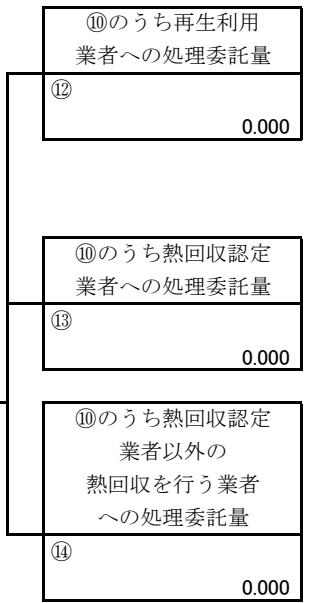 ⑩のうち再生利用
業者への処理委託量
⑫
0.000
⑩のうち熱回収認定
業者への処理委託量
⑬
0.000
⑩のうち熱回収認定
業者以外の
熱回収を行う業者
への処理委託量
⑭
0.000